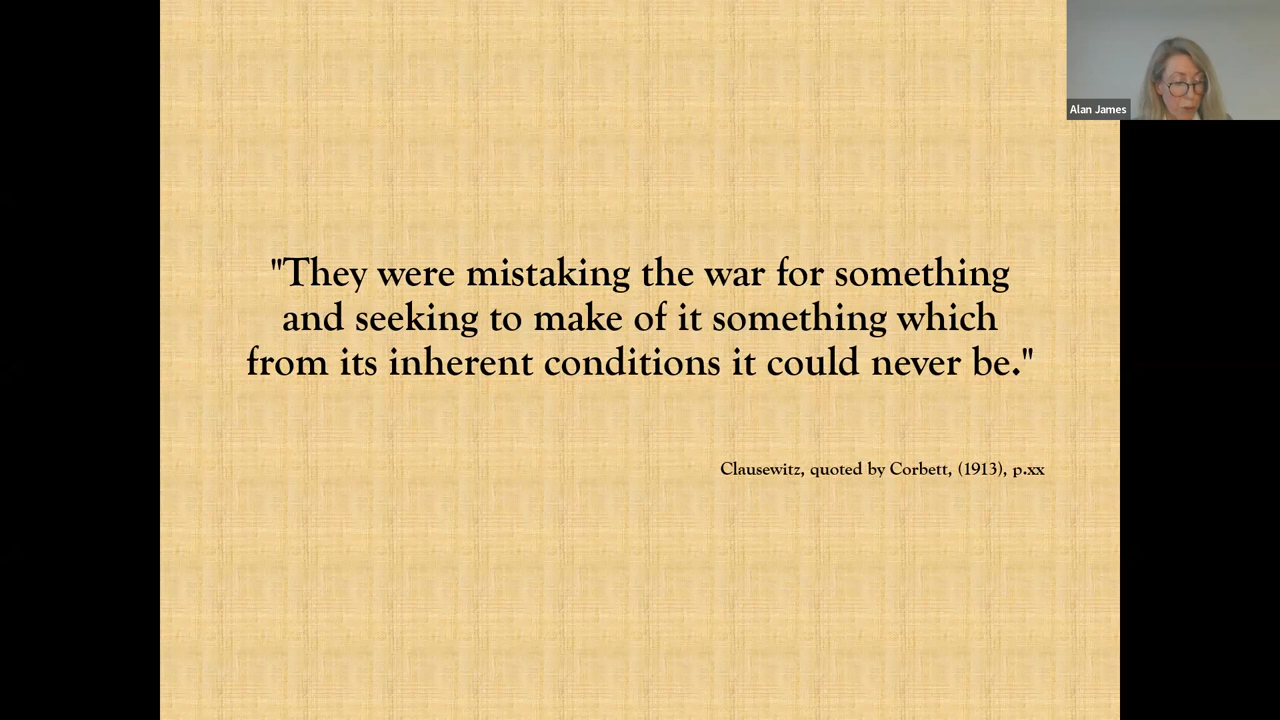 Alan James
"They were mistaking the war for something
and seeking to make of it something which
from its inherent conditions it could never be."
Clausewitz, quoted by Corbett, (1913), p.xx